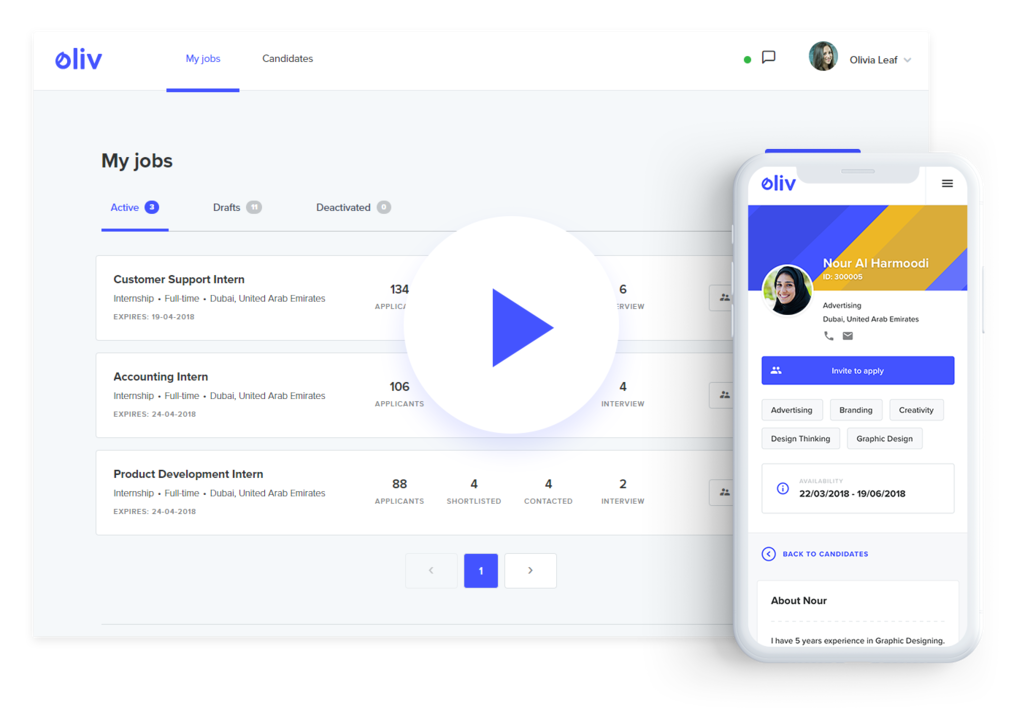 oliv
My jobs
Candidates
Olivia Leaf
My jobs
Active 3
Drafts 11
Deactivated 0
Customer Support Intern
Internship • Full-time • Dubai, United Arab Emirates
EXPIRES: 19-04-2018
134
6
Accounting Intern
Internship • Full-time • Dubai, United Arab Emirates
EXPIRES: 24-04-2018
106
APPLICANTS
4
INTERVIEW
Product Development Intern
Internship • Full-time • Dubai, United Arab Emirates
EXPIRES: 24-04-2018
88
APPLICANTS
4
SHORTLISTED
4
CONTACTED
2
INTERVIEW
1
oliv
Nour Al Harmoodi
ID: 300005
Advertising
Dubai, United Arab Emirates
Invite to apply
Advertising
Branding
Creativity
Design Thinking
Graphic Design
AVAILABILITY
22/03/2018 - 19/06/2018
BACK TO CANDIDATES
About Nour
I have 5 years experience in Graphic Designing.